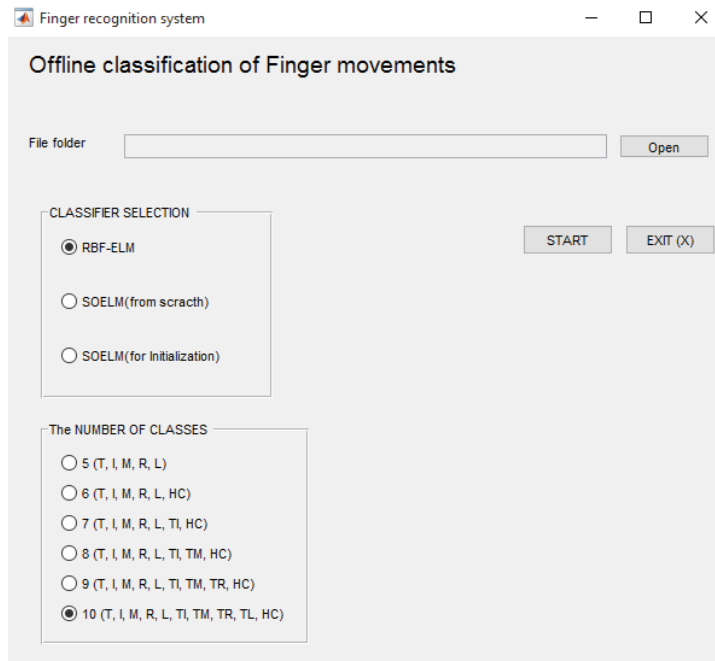 Finger recognition system
Offline classification of Finger movements
File folder
Open
CLASSIFIER SELECTION
RBF-ELM
START
EXIT (X)
SOELM(from scracth)
SOELM(for Initialization)
The NUMBER OF CLASSES
5 (T, I, M, R, L)
6 (T, I, M, R, L, HC)
7 (T, I, M, R, L, TI, HC)
8 (T, I, M, R, L, TI, TM, HC)
9 (T, I, M, R, L, TI, TM, TR, HC)
10 (T, I, M, R, L, TI, TM, TR, TL, HC)